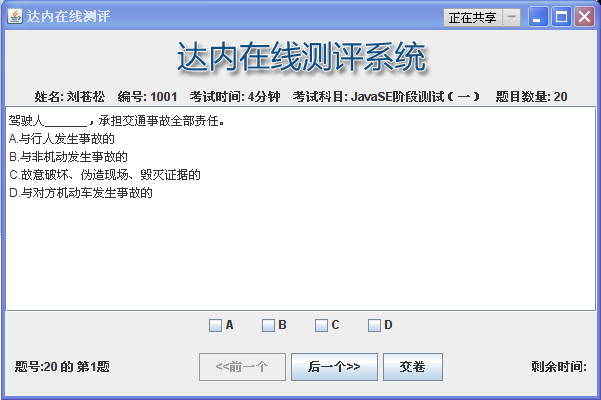 达内在线测评
正在共享
达内在线测评系统
姓名: 刘苍松 编号: 1001 考试时间: 4分钟 考试科目: JavaSE阶段测试（一） 题目数量: 20
驾驶人_______，承担交通事故全部责任。
A.与行人发生事故的
B.与非机动发生事故的
C.故意破坏、伪造现场、毁灭证据的
D.与对方机动车发生事故的
A B C D
题号:20 的 第1题 <<前一个 后一个>> 交卷 剩余时间: